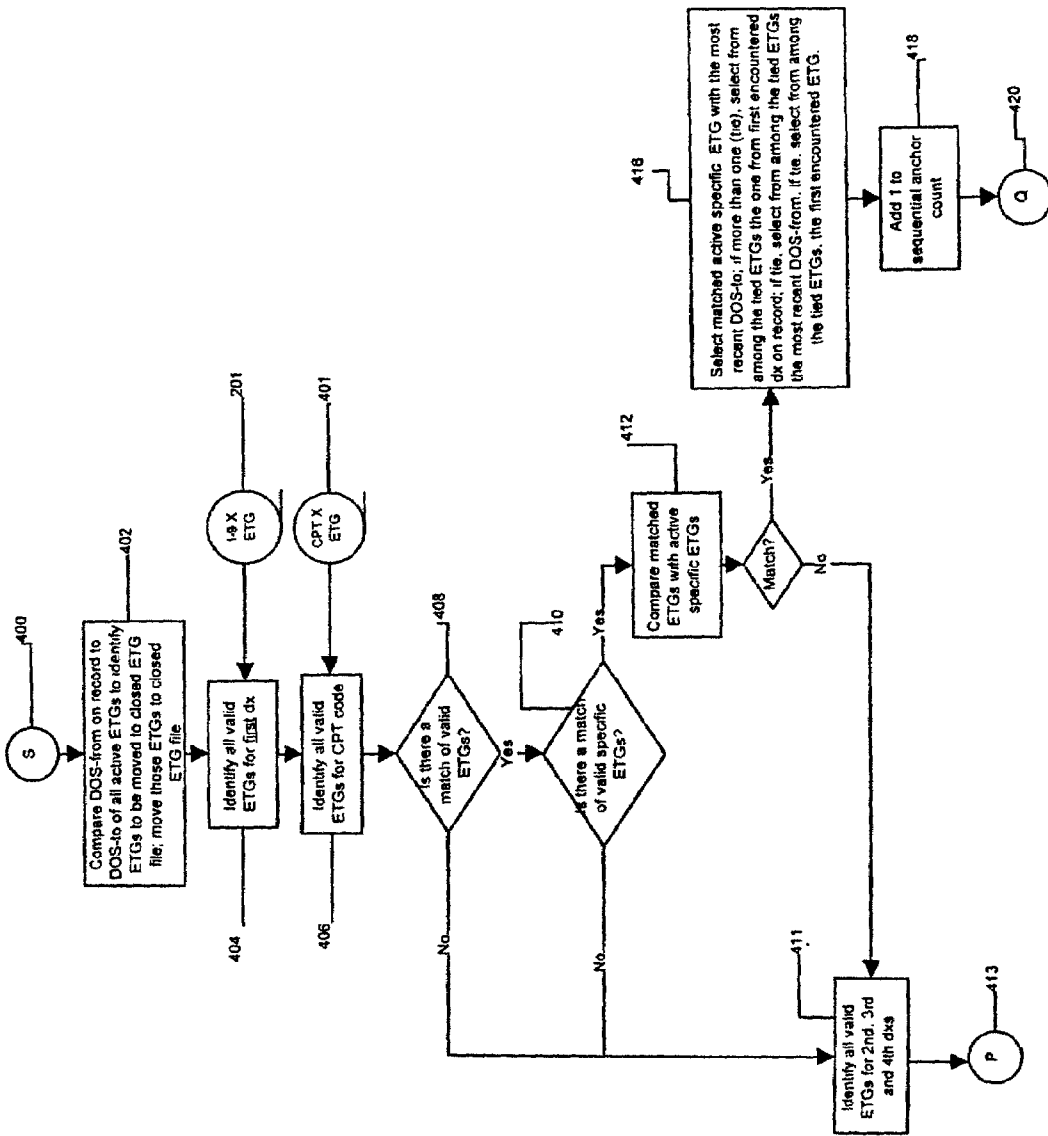 S
400
Compare DOS-from on record to
DOS-to of all active ETGs to identify
ETGs to be moved to closed ETG
file; move those ETGs to closed
ETG file
402
I-9 X
ETG
201
Identify all valid
ETGs for first dx
404
CPT X
ETG
401
Identify all valid
ETGs for CPT code
406
Is there a
match of valid
ETGs?
408
No
Yes
Is there a match
of valid specific
ETGs?
410
No
Yes
Compare matched
ETGs with active
specific ETGs
412
Match?
Yes
No
Select matched active specific ETG with the most
recent DOS-to; if more than one (tie), select from
among the tied ETGs the one from first encountered
dx on record; if tie, select from among the tied ETGs
the most recent DOS-from. If tie, select from among
the tied ETGs, the first encountered ETG.
416
Add 1 to
sequential anchor
count
418
Q
420
Identify all valid
ETGs for 2nd, 3rd
and 4th dxs
411
P
413